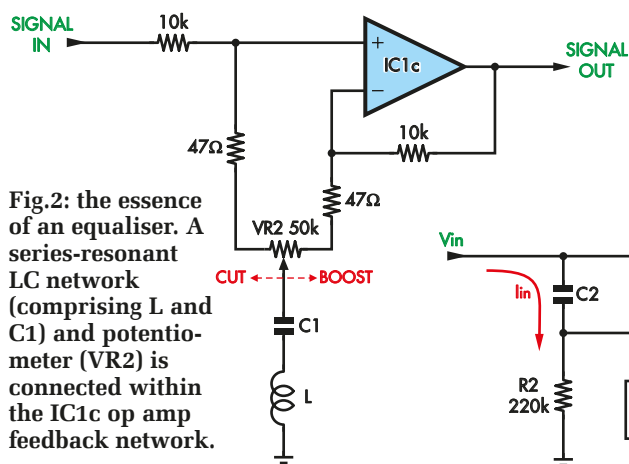 SIGNAL
IN
10k
+
IC1c
−
SIGNAL
OUT
47Ω
10k
47Ω
VR2 50k
CUT
BOOST
C1
L
Fig.2: the essence
of an equaliser. A
series-resonant
LC network
(comprising L and
C1) and potentio-
meter (VR2) is
connected within
the IC1c op amp
feedback network.
Vin
Iin
C2
R2
220k